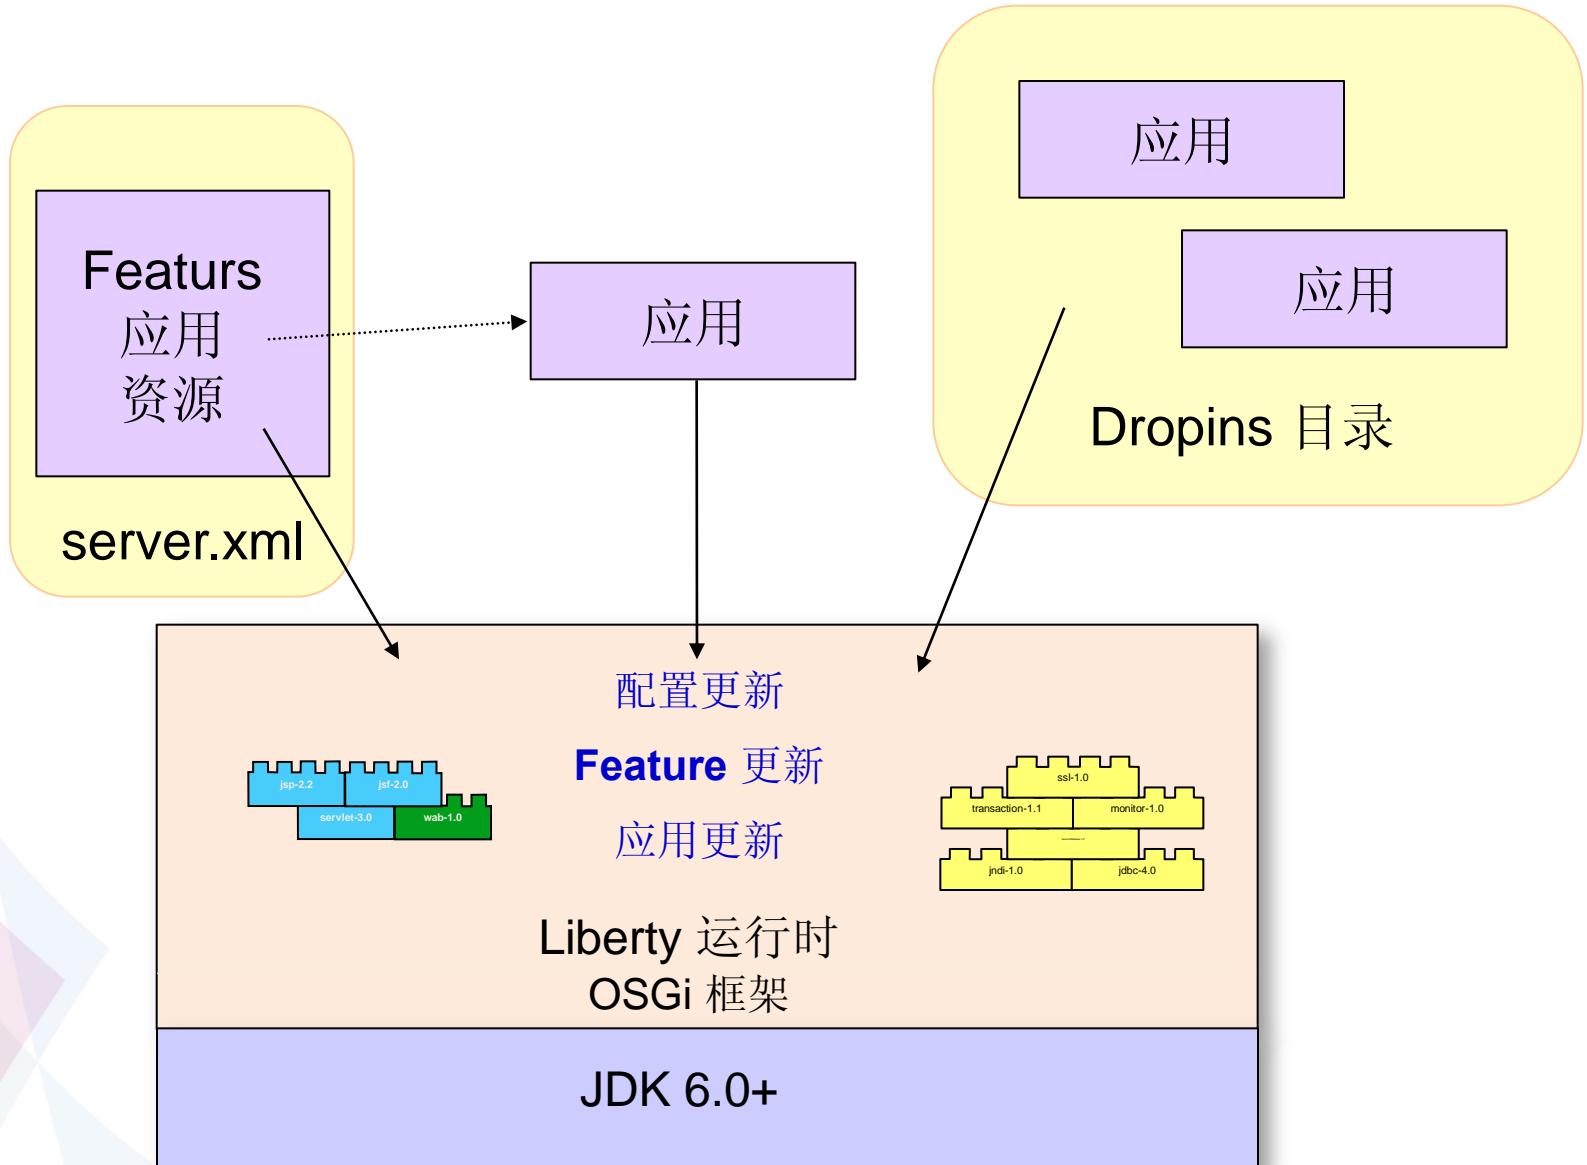 应用
应用
Dropins 目录
Featurs
应用
资源
server.xml
应用
配置更新
Feature 更新
应用更新
jsp-2.2
jsf-2.0
servlet-3.0
wab-1.0
ssl-1.0
transaction-1.1
monitor-1.0
jndi-1.0
jdbc-4.0
Liberty 运行时
OSGi 框架
JDK 6.0+